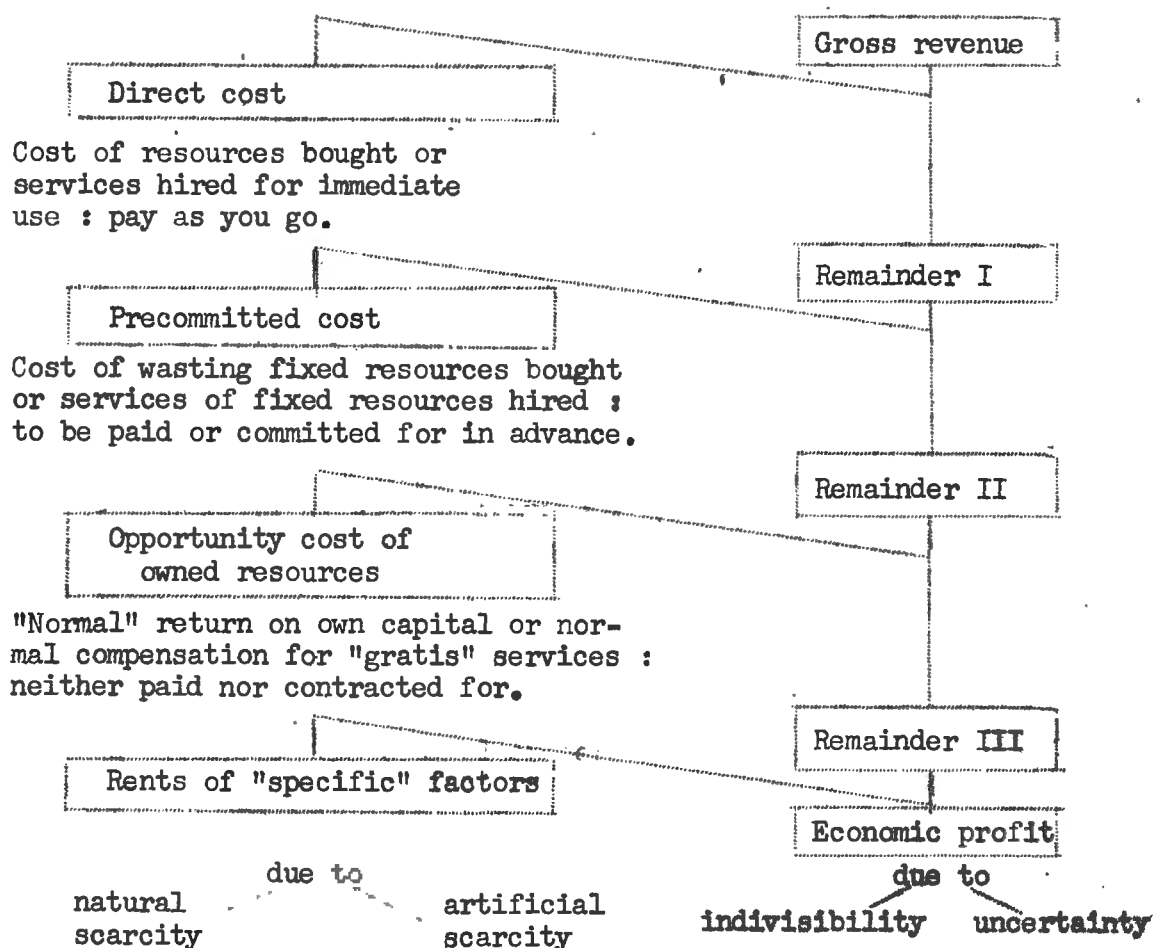 Gross revenue
Direct cost
Cost of resources bought or
services hired for immediate
use : pay as you go.
Remainder I
Precommitted cost
Cost of wasting fixed resources bought
or services of fixed resources hired :
to be paid or committed for in advance.
Remainder II
Opportunity cost of
owned resources
"Normal" return on own capital or nor-
mal compensation for "gratis" services :
neither paid nor contracted for.
Remainder III
Rents of "specific" factors
Economic profit
due to
natural
scarcity
artificial
scarcity
due to
indivisibility
uncertainty